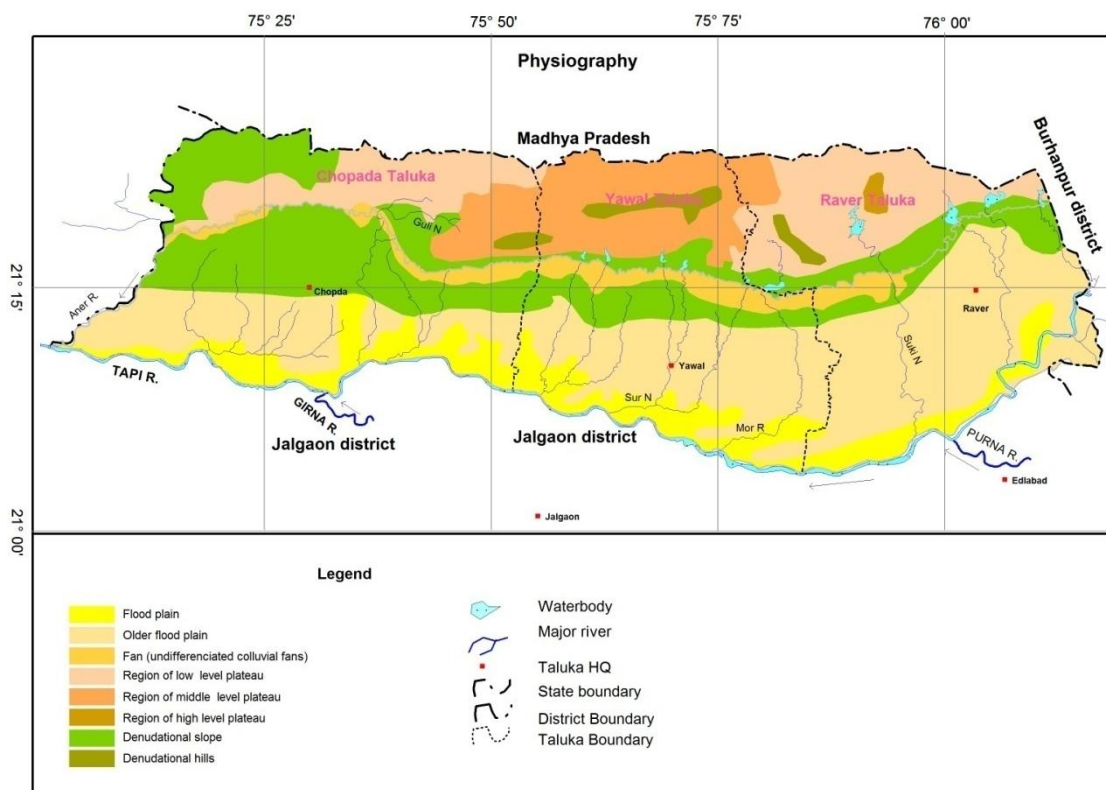 75° 25'
75° 50'
75° 75'
76° 00'
Physiography
Madhya Pradesh
Burhanpur district
Chopada Taluka
Yawal Taluka
Raver Taluka
Guli N
21° 15'
Chopda
Raver
Aner R.
Suki N
Yawal
TAPI R.
Sur N
GIRNA R.
Mor R
Jalgaon district
Jalgaon district
PURNA R.
Edlabad
Jalgaon
21° 00'
Legend
Flood plain
Older flood plain
Fan (undifferenciated colluvial fans)
Region of low level plateau
Region of middle level plateau
Region of high level plateau
Denudational slope
Denudational hills
Waterbody
Major river
Taluka HQ
State boundary
District Boundary
Taluka Boundary